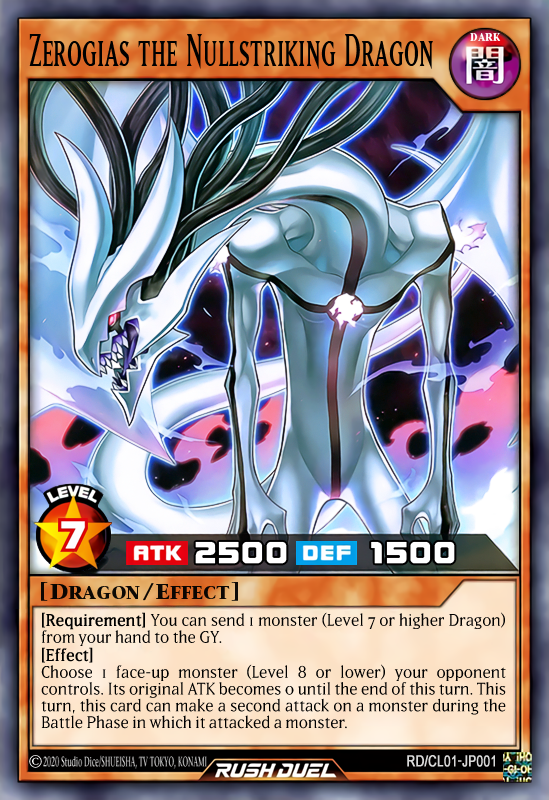 Zerogias the Nullstriking Dragon
DARK
闇
LEVEL
7
ATK 2500 DEF 1500
[Dragon/Effect]
[Requirement] You can send 1 monster (Level 7 or higher Dragon)
from your hand to the GY.
[Effect]
Choose 1 face-up monster (Level 8 or lower) your opponent
controls. Its original ATK becomes 0 until the end of this turn. This
turn, this card can make a second attack on a monster during the
Battle Phase in which it attacked a monster.
©2020 Studio Dice/SHUEISHA, TV TOKYO, KONAMI
RUSH DUEL
RD/CL01-JP001